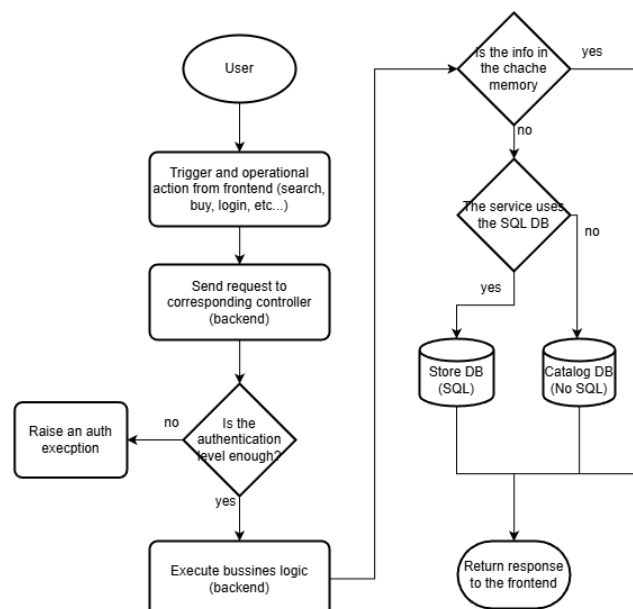 User
Trigger and operational
action from frontend (search,
buy, login, etc...)
Send request to
corresponding controller
(backend)
Is the
authentication
level enough?
no
Raise an auth
execption
yes
Execute bussines logic
(backend)
Is the info in
the chache
memory
yes
no
The service uses
the SQL DB
no
yes
Store DB
(SQL)
Catalog DB
(No SQL)
Return response
to the frontend